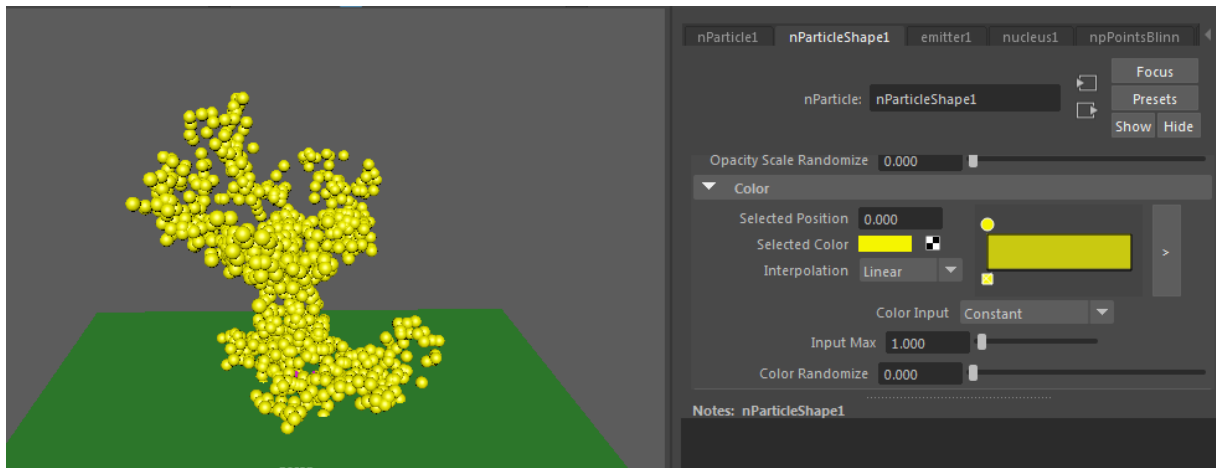 nParticle1 nParticleShape1 emitter1 nucleus1 npPointsBlinn
Focus
nParticle: nParticleShape1 Presets
Show Hide
Opacity Scale Randomize 0.000
Color
Selected Position 0.000
Selected Color
>
Interpolation Linear
Color Input Constant
Input Max 1.000
Color Randomize 0.000
Notes: nParticleShape1